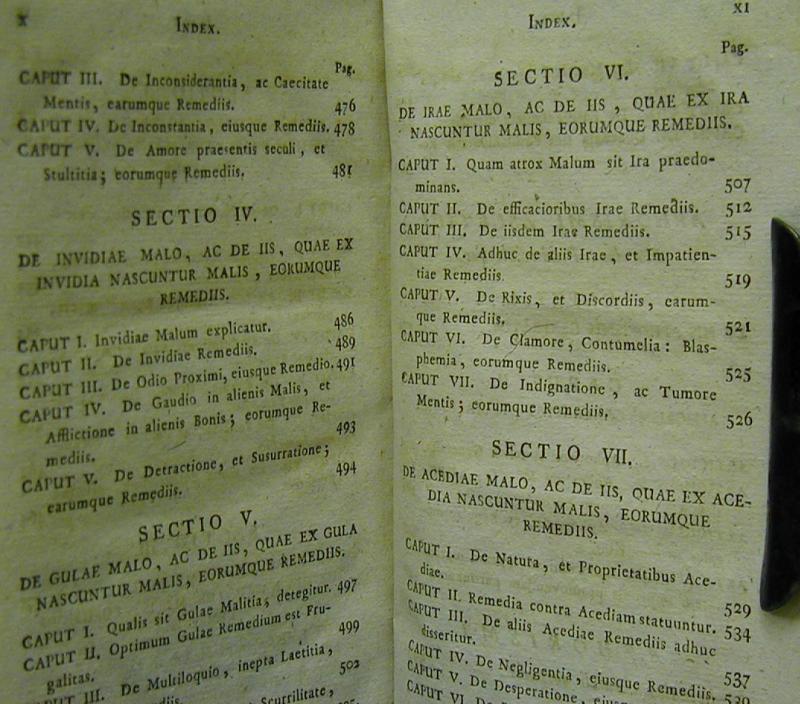 X
INDEX.
Pag.
CAPUT III. De Inconsiderantia, ac Caecitate
Mentis, earumque Remediis. 476
CAPUT IV. De Inconstantia, eiusque Remediis. 478
CAPUT V. De Amore praesentis seculi, et
Stultitia; eorumque Remediis. 481
SECTIO IV.
DE INVIDIAE MALO, AC DE IIS, QUAE EX
INVIDIA NASCUNTUR MALIS, EORUMQUE
REMEDIIS.
CAPUT I. Invidiae Malum explicatur. 486
CAPUT II. De Invidiae Remediis. 489
CAPUT III. De Odio Proximi, eiusque Remedio. 491
CAPUT IV. De Gaudio in alienis Malis, et
Afflictione in alienis Bonis; eorumque Re-
mediis. 493
CAPUT V. De Detractione, et Susurratione;
earumque Remediis. 494
SECTIO V.
DE GULAE MALO, AC DE IIS, QUAE EX GULA
NASCUNTUR MALIS, EORUMQUE REMEDIIS.
CAPUT I. Qualis sit Gulae Malitia, detegitur. 497
CAPUT II. Optimum Gulae Remedium est Fru-
galitas. 499
CAPUT III. De Multiloquio, inepta Laetitia,
502
Scurrilitate,
XI
INDEX.
Pag.
SECTIO VI.
DE IRAE MALO, AC DE IIS, QUAE EX IRA
NASCUNTUR MALIS, EORUMQUE REMEDIIS.
CAPUT I. Quam atrox Malum sit Ira praedo-
minans. 507
CAPUT II. De efficacioribus Irae Remediis. 512
CAPUT III. De iisdem Irae Remediis. 515
CAPUT IV. Adhuc de aliis Irae, et Impatien-
tiae Remediis. 519
CAPUT V. De Rixis, et Discordiis, earum-
que Remediis. 521
CAPUT VI. De Clamore, Contumelia: Blas-
phemia, eorumque Remediis. 525
CAPUT VII. De Indignatione, ac Tumore
Mentis; eorumque Remediis. 526
SECTIO VII.
DE ACEDIAE MALO, AC DE IIS, QUAE EX ACE-
DIA NASCUNTUR MALIS, EORUMQUE
REMEDIIS.
CAPUT I. De Natura, et Proprietatibus Ace-
diae. 529
CAPUT II. Remedia contra Acediam statuuntur. 534
CAPUT III. De aliis Acediae Remediis adhuc
disseritur. 537
CAPUT IV. De Negligentia, eiusque Remediis.
CAPUT V. De Desperatione,
CAPUT VI.